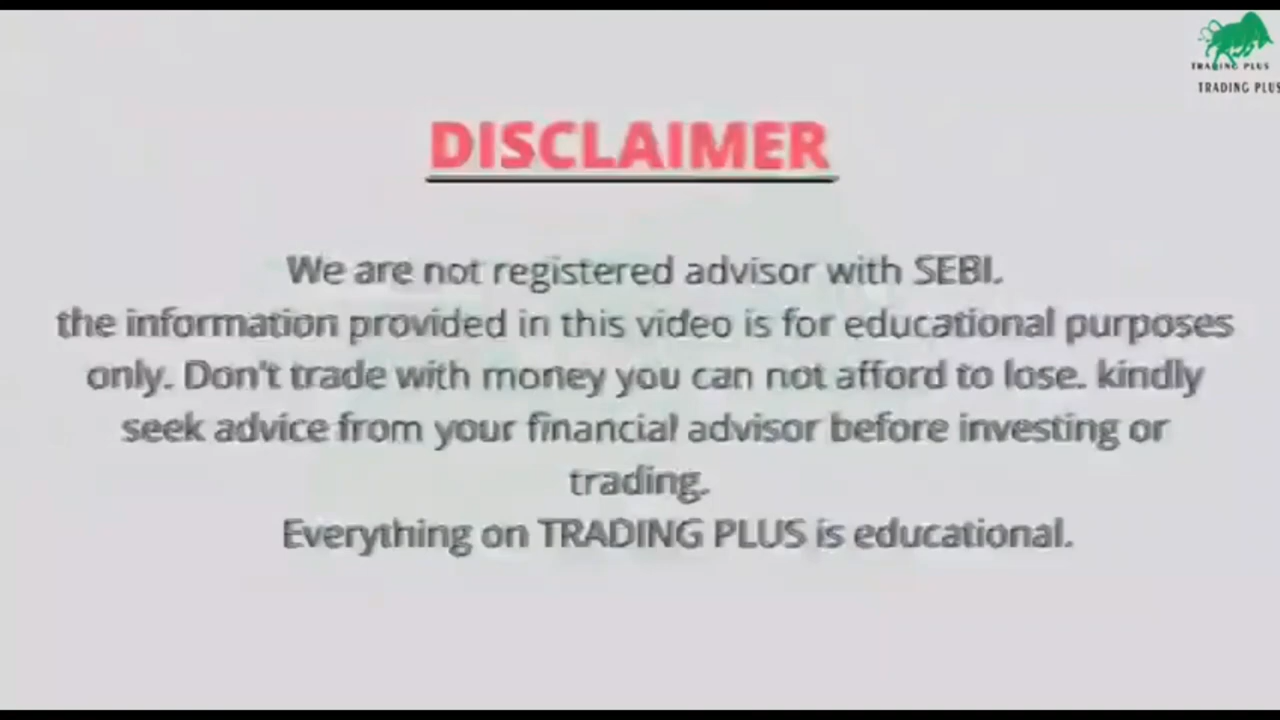 TRADING PLUS
TRADING PLUS
DISCLAIMER
We are not registered advisor with SEBI.
the information provided in this video is for educational purposes
only. Don't trade with money you can not afford to lose. kindly
seek advice from your financial advisor before investing or
trading.
Everything on TRADING PLUS is educational.